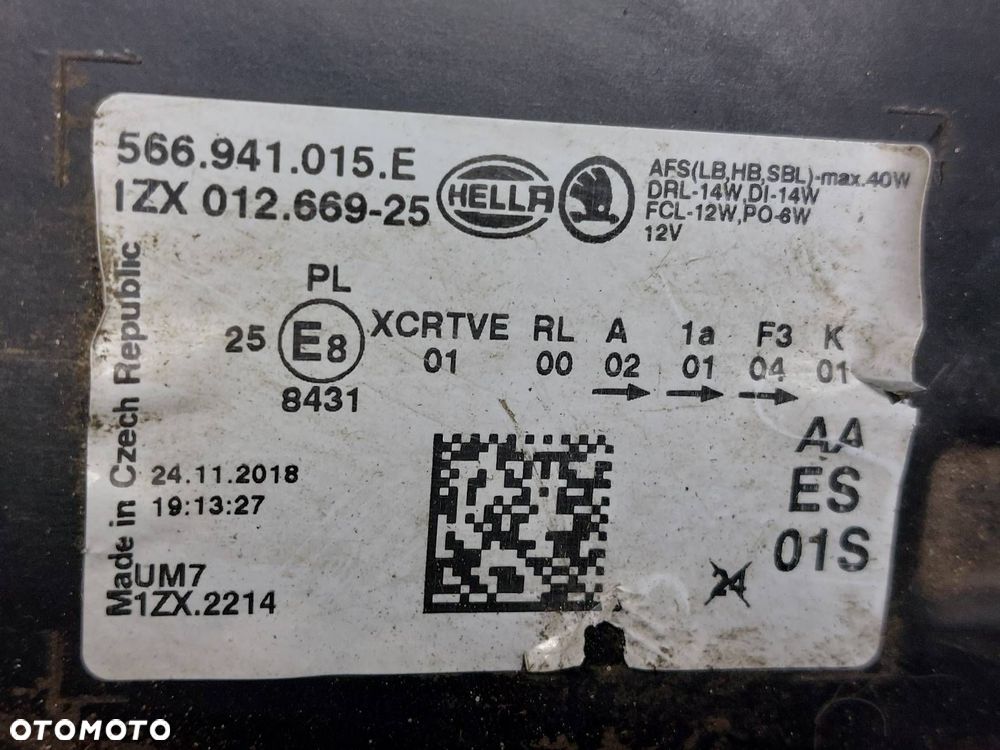 566.941.015.E
1ZX 012.669-25
HELLA
AFS(LB,HB,SBL)-max.40W
DRL-14W,DI-14W
FCL-12W,PO-6W
12V
Made in Czech Republic
PL
25 E8 XCRTVE RL A 1a F3 K
01 00 02 01 04 01
8431
24.11.2018
19:13:27
AA
ES
01S
24
UM7
1ZX.2214
OTOMOTO